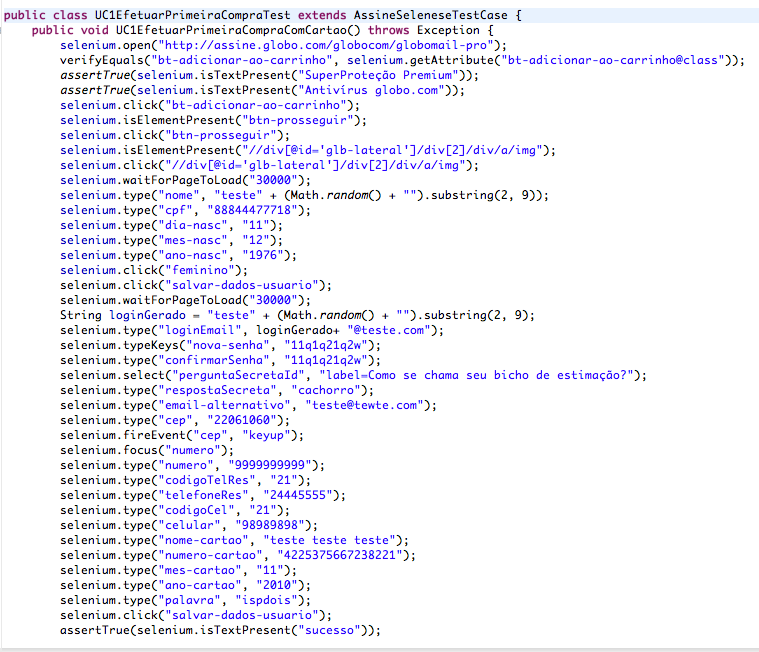 public class UC1EfetuarPrimeiraCompraTest extends AssineSeleneseTestCase {
public void UC1EfetuarPrimeiraCompraComCartao() throws Exception {
selenium.open("http://assine.globo.com/globocom/globomail-pro");
verifyEquals("bt-adicionar-ao-carrinho", selenium.getAttribute("bt-adicionar-ao-carrinho@class"));
assertTrue(selenium.isTextPresent("SuperProteção Premium"));
assertTrue(selenium.isTextPresent("Antivírus globo.com"));
selenium.click("bt-adicionar-ao-carrinho");
selenium.isElementPresent("btn-prosseguir");
selenium.click("btn-prosseguir");
selenium.isElementPresent("//div[@id='glb-lateral']/div[2]/div/a/img");
selenium.click("//div[@id='glb-lateral']/div[2]/div/a/img");
selenium.waitForPageToLoad("30000");
selenium.type("nome", "teste" + (Math.random() + "").substring(2, 9));
selenium.type("cpf", "88844477718");
selenium.type("dia-nasc", "11");
selenium.type("mes-nasc", "12");
selenium.type("ano-nasc", "1976");
selenium.click("feminino");
selenium.click("salvar-dados-usuario");
selenium.waitForPageToLoad("30000");
String loginGerado = "teste" + (Math.random() + "").substring(2, 9);
selenium.type("loginEmail", loginGerado+ "@teste.com");
selenium.typeKeys("nova-senha", "11q1q21q2w");
selenium.type("confirmarSenha", "11q1q21q2w");
selenium.select("perguntaSecretaId", "label=Como se chama seu bicho de estimação?");
selenium.type("respostaSecreta", "cachorro");
selenium.type("email-alternativo", "teste@tewte.com");
selenium.type("cep", "22061060");
selenium.fireEvent("cep", "keyup");
selenium.focus("numero");
selenium.type("numero", "9999999999");
selenium.type("codigoTelRes", "21");
selenium.type("telefoneRes", "24445555");
selenium.type("codigoCel", "21");
selenium.type("celular", "98989898");
selenium.type("nome-cartao", "teste teste teste");
selenium.type("numero-cartao", "4225375667238221");
selenium.type("mes-cartao", "11");
selenium.type("ano-cartao", "2010");
selenium.type("palavra", "ispdois");
selenium.click("salvar-dados-usuario");
assertTrue(selenium.isTextPresent("sucesso"));